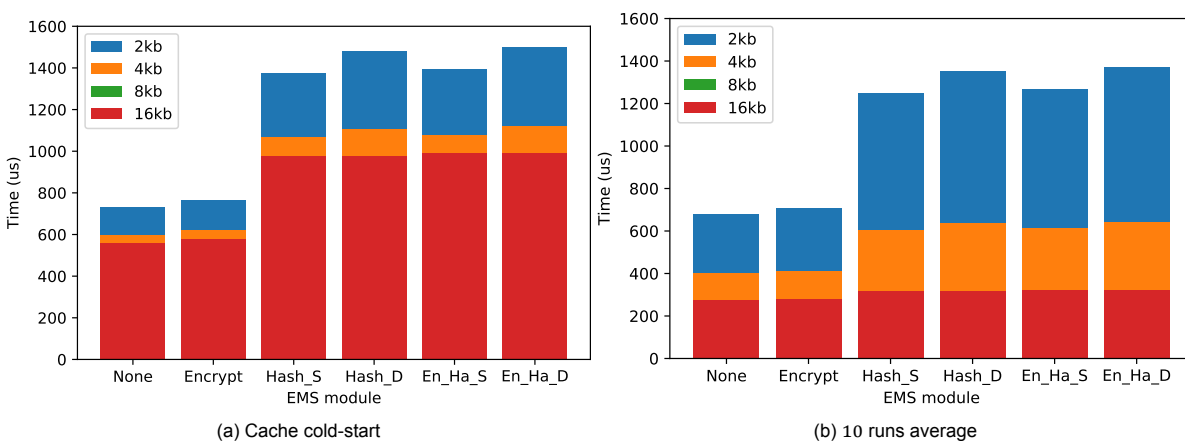 1600
1400
1200
1000
800
600
400
200
0
Time (us)
2kb
4kb
8kb
16kb
None Encrypt Hash_S Hash_D En_Ha_S En_Ha_D
EMS module
(a) Cache cold-start
1600
1400
1200
1000
800
600
400
200
0
Time (us)
2kb
4kb
8kb
16kb
None Encrypt Hash_S Hash_D En_Ha_S En_Ha_D
EMS module
(b) 10 runs average